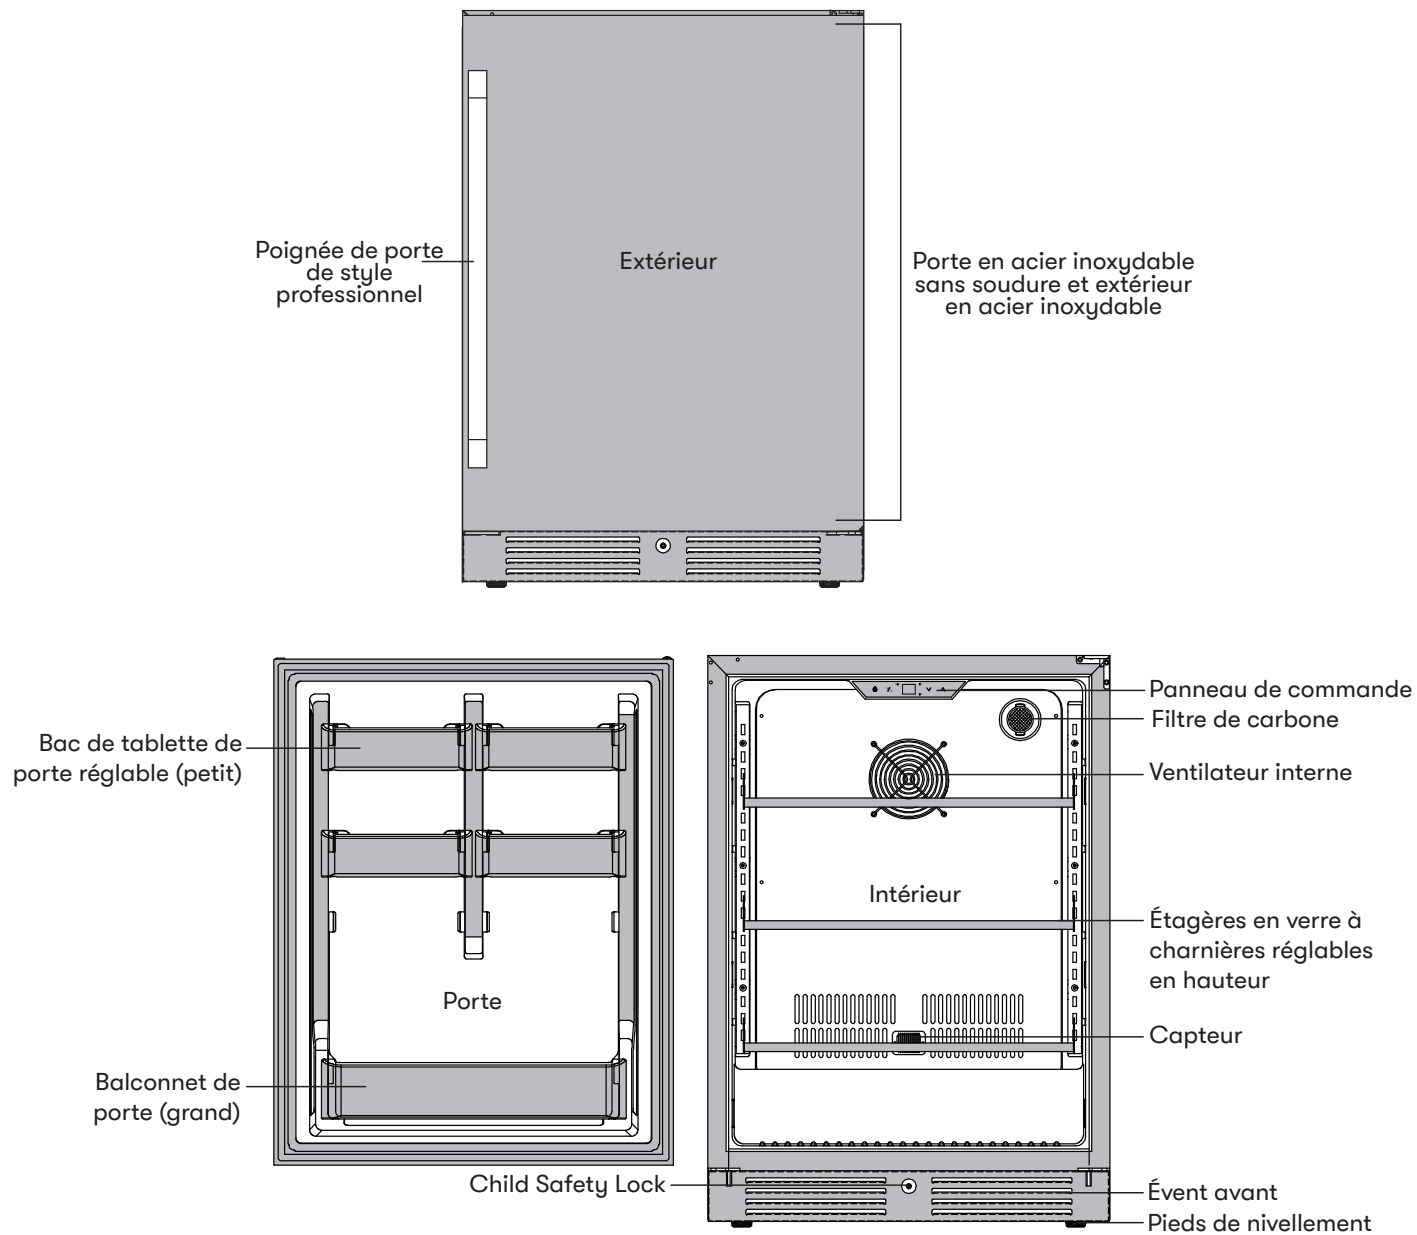 Poignée de porte
de style
professionnel
Extérieur
Porte en acier inoxydable
sans soudure et extérieur
en acier inoxydable
Bac de tablette de
porte réglable (petit)
Porte
Balconnet de
porte (grand)
Child Safety Lock
Panneau de commande
Filtre de carbone
Ventilateur interne
Intérieur
Étagères en verre à
charnières réglables
en hauteur
Capteur
Évent avant
Pieds de nivellement